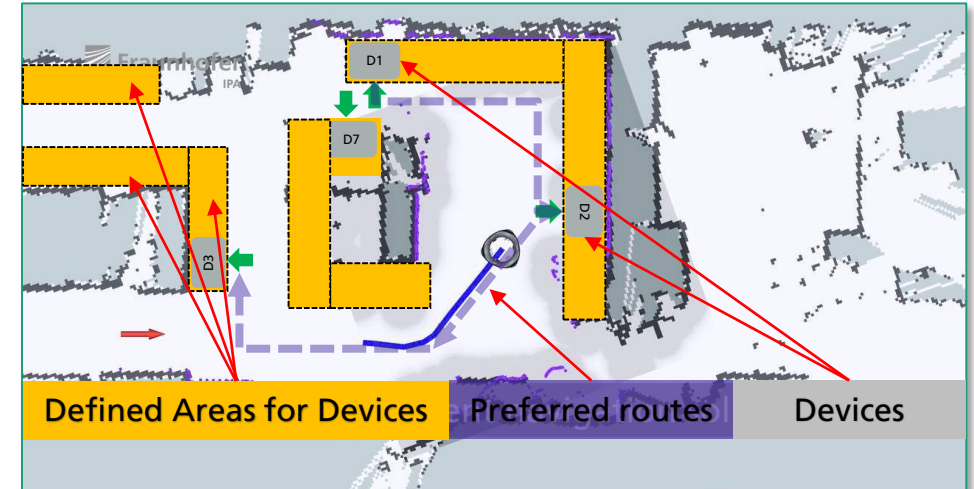 Fraunhofer
IPA
D1
D7
D2
D3
Defined Areas for Devices
Preferred routes
Devices